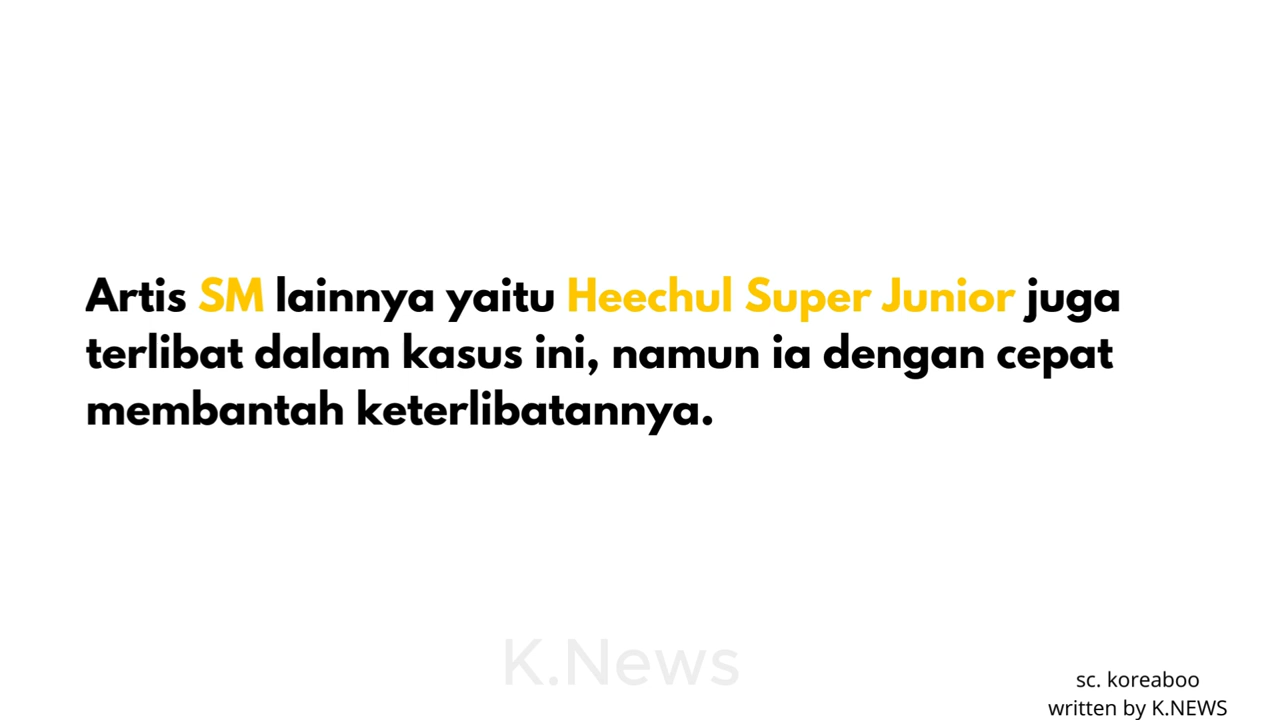 Artis SM lainnya yaitu Heechul Super Junior juga
terlibat dalam kasus ini, namun ia dengan cepat
membantah keterlibatannya.
K.News
sc. koreaboo
written by K.NEWS